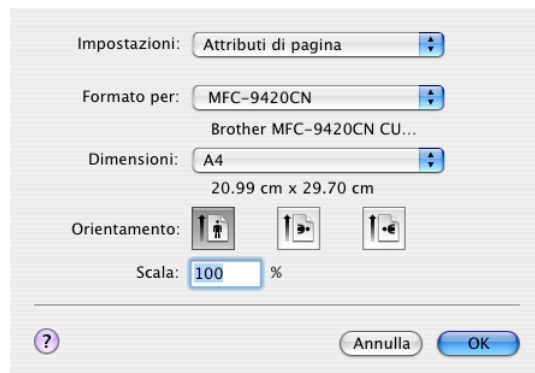 Impostazioni: Attributi di pagina
Formato per: MFC-9420CN
Brother MFC-9420CN CU...
Dimensioni: A4
20.99 cm x 29.70 cm
Orientamento:
Scala: 100 %
? Annulla OK